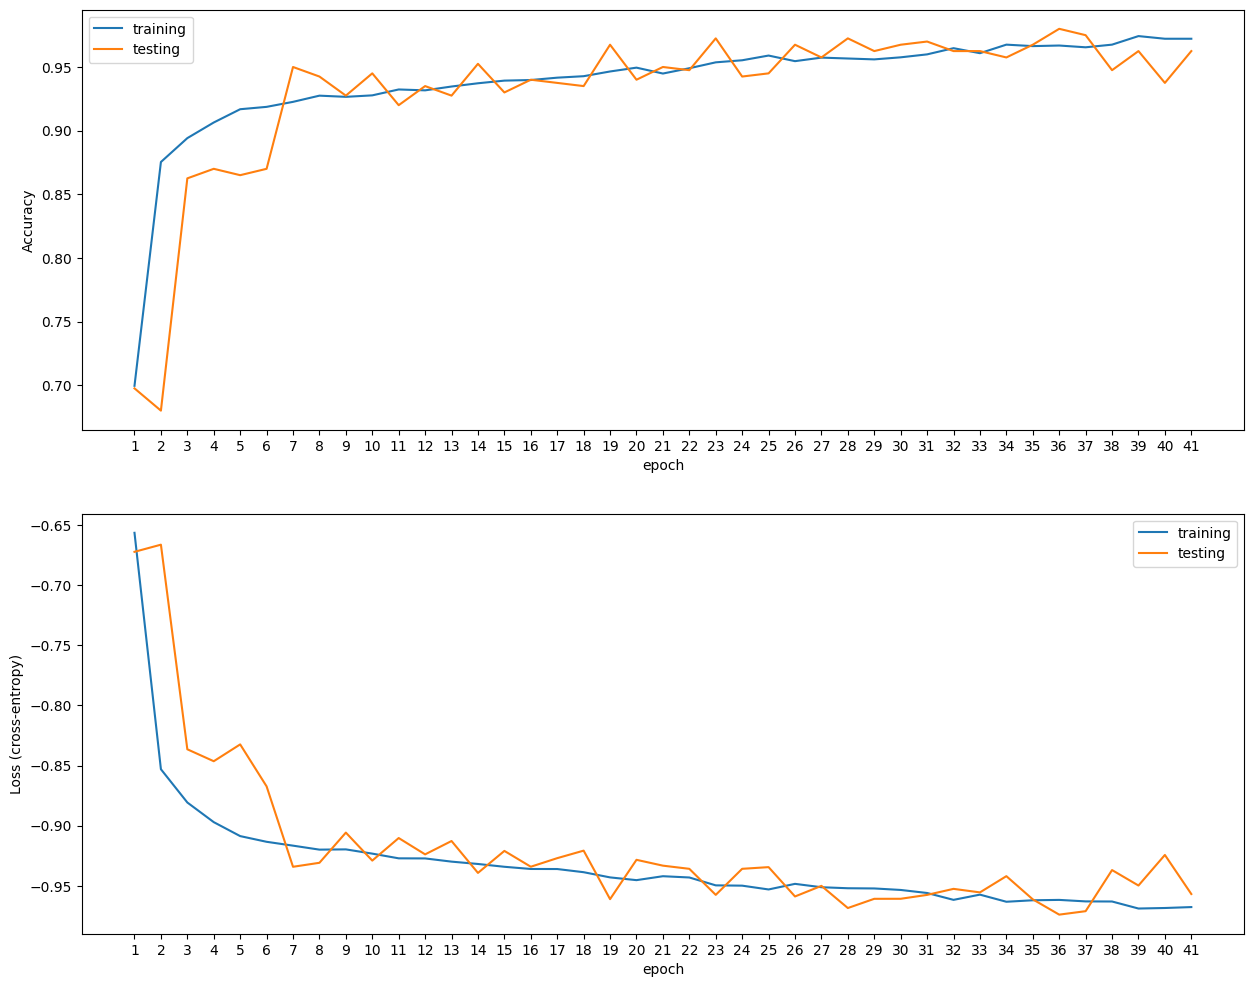 training
testing
0.95
0.90
0.85
0.80
0.75
0.70
Accuracy
1 2 3 4 5 6 7 8 9 10 11 12 13 14 15 16 17 18 19 20 21 22 23 24 25 26 27 28 29 30 31 32 33 34 35 36 37 38 39 40 41
epoch
training
testing
−0.65
−0.70
−0.75
−0.80
−0.85
−0.90
−0.95
Loss (cross-entropy)
1 2 3 4 5 6 7 8 9 10 11 12 13 14 15 16 17 18 19 20 21 22 23 24 25 26 27 28 29 30 31 32 33 34 35 36 37 38 39 40 41
epoch